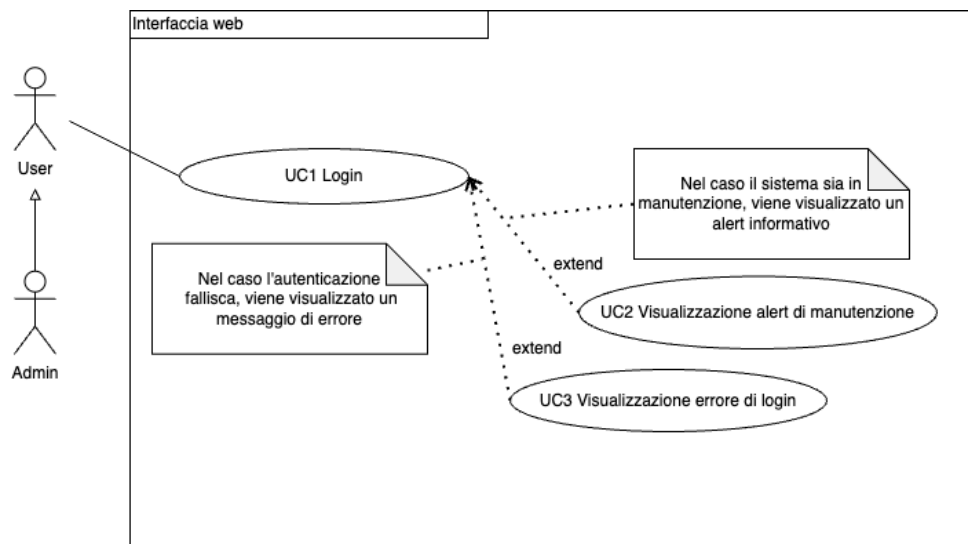 Interfaccia web
User
UC1 Login
Nel caso il sistema sia in
manutenzione, viene visualizzato un
alert informativo
Nel caso l'autenticazione
fallisca, viene visualizzato un
messaggio di errore
extend
UC2 Visualizzazione alert di manutenzione
extend
Admin
UC3 Visualizzazione errore di login